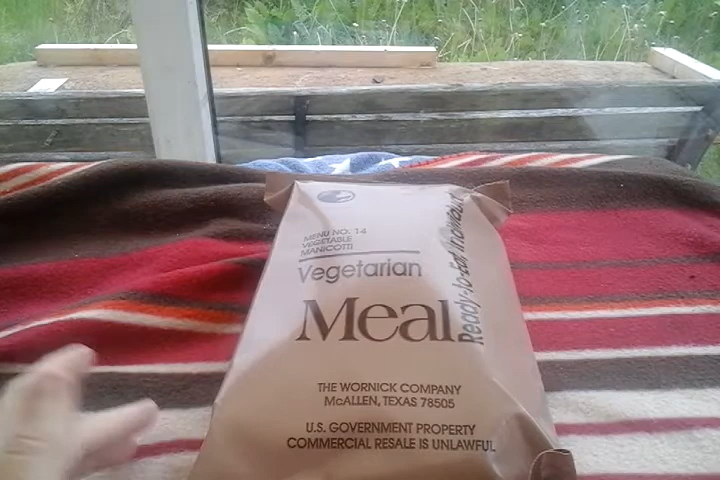 MENU NO. 14
VEGETABLE
MANICOTTI
Vegetarian
Meal
Ready-to-Eat Individual
THE WORNICK COMPANY
McALLEN, TEXAS 78505
U.S. GOVERNMENT PROPERTY
COMMERCIAL RESALE IS UNLAWFUL